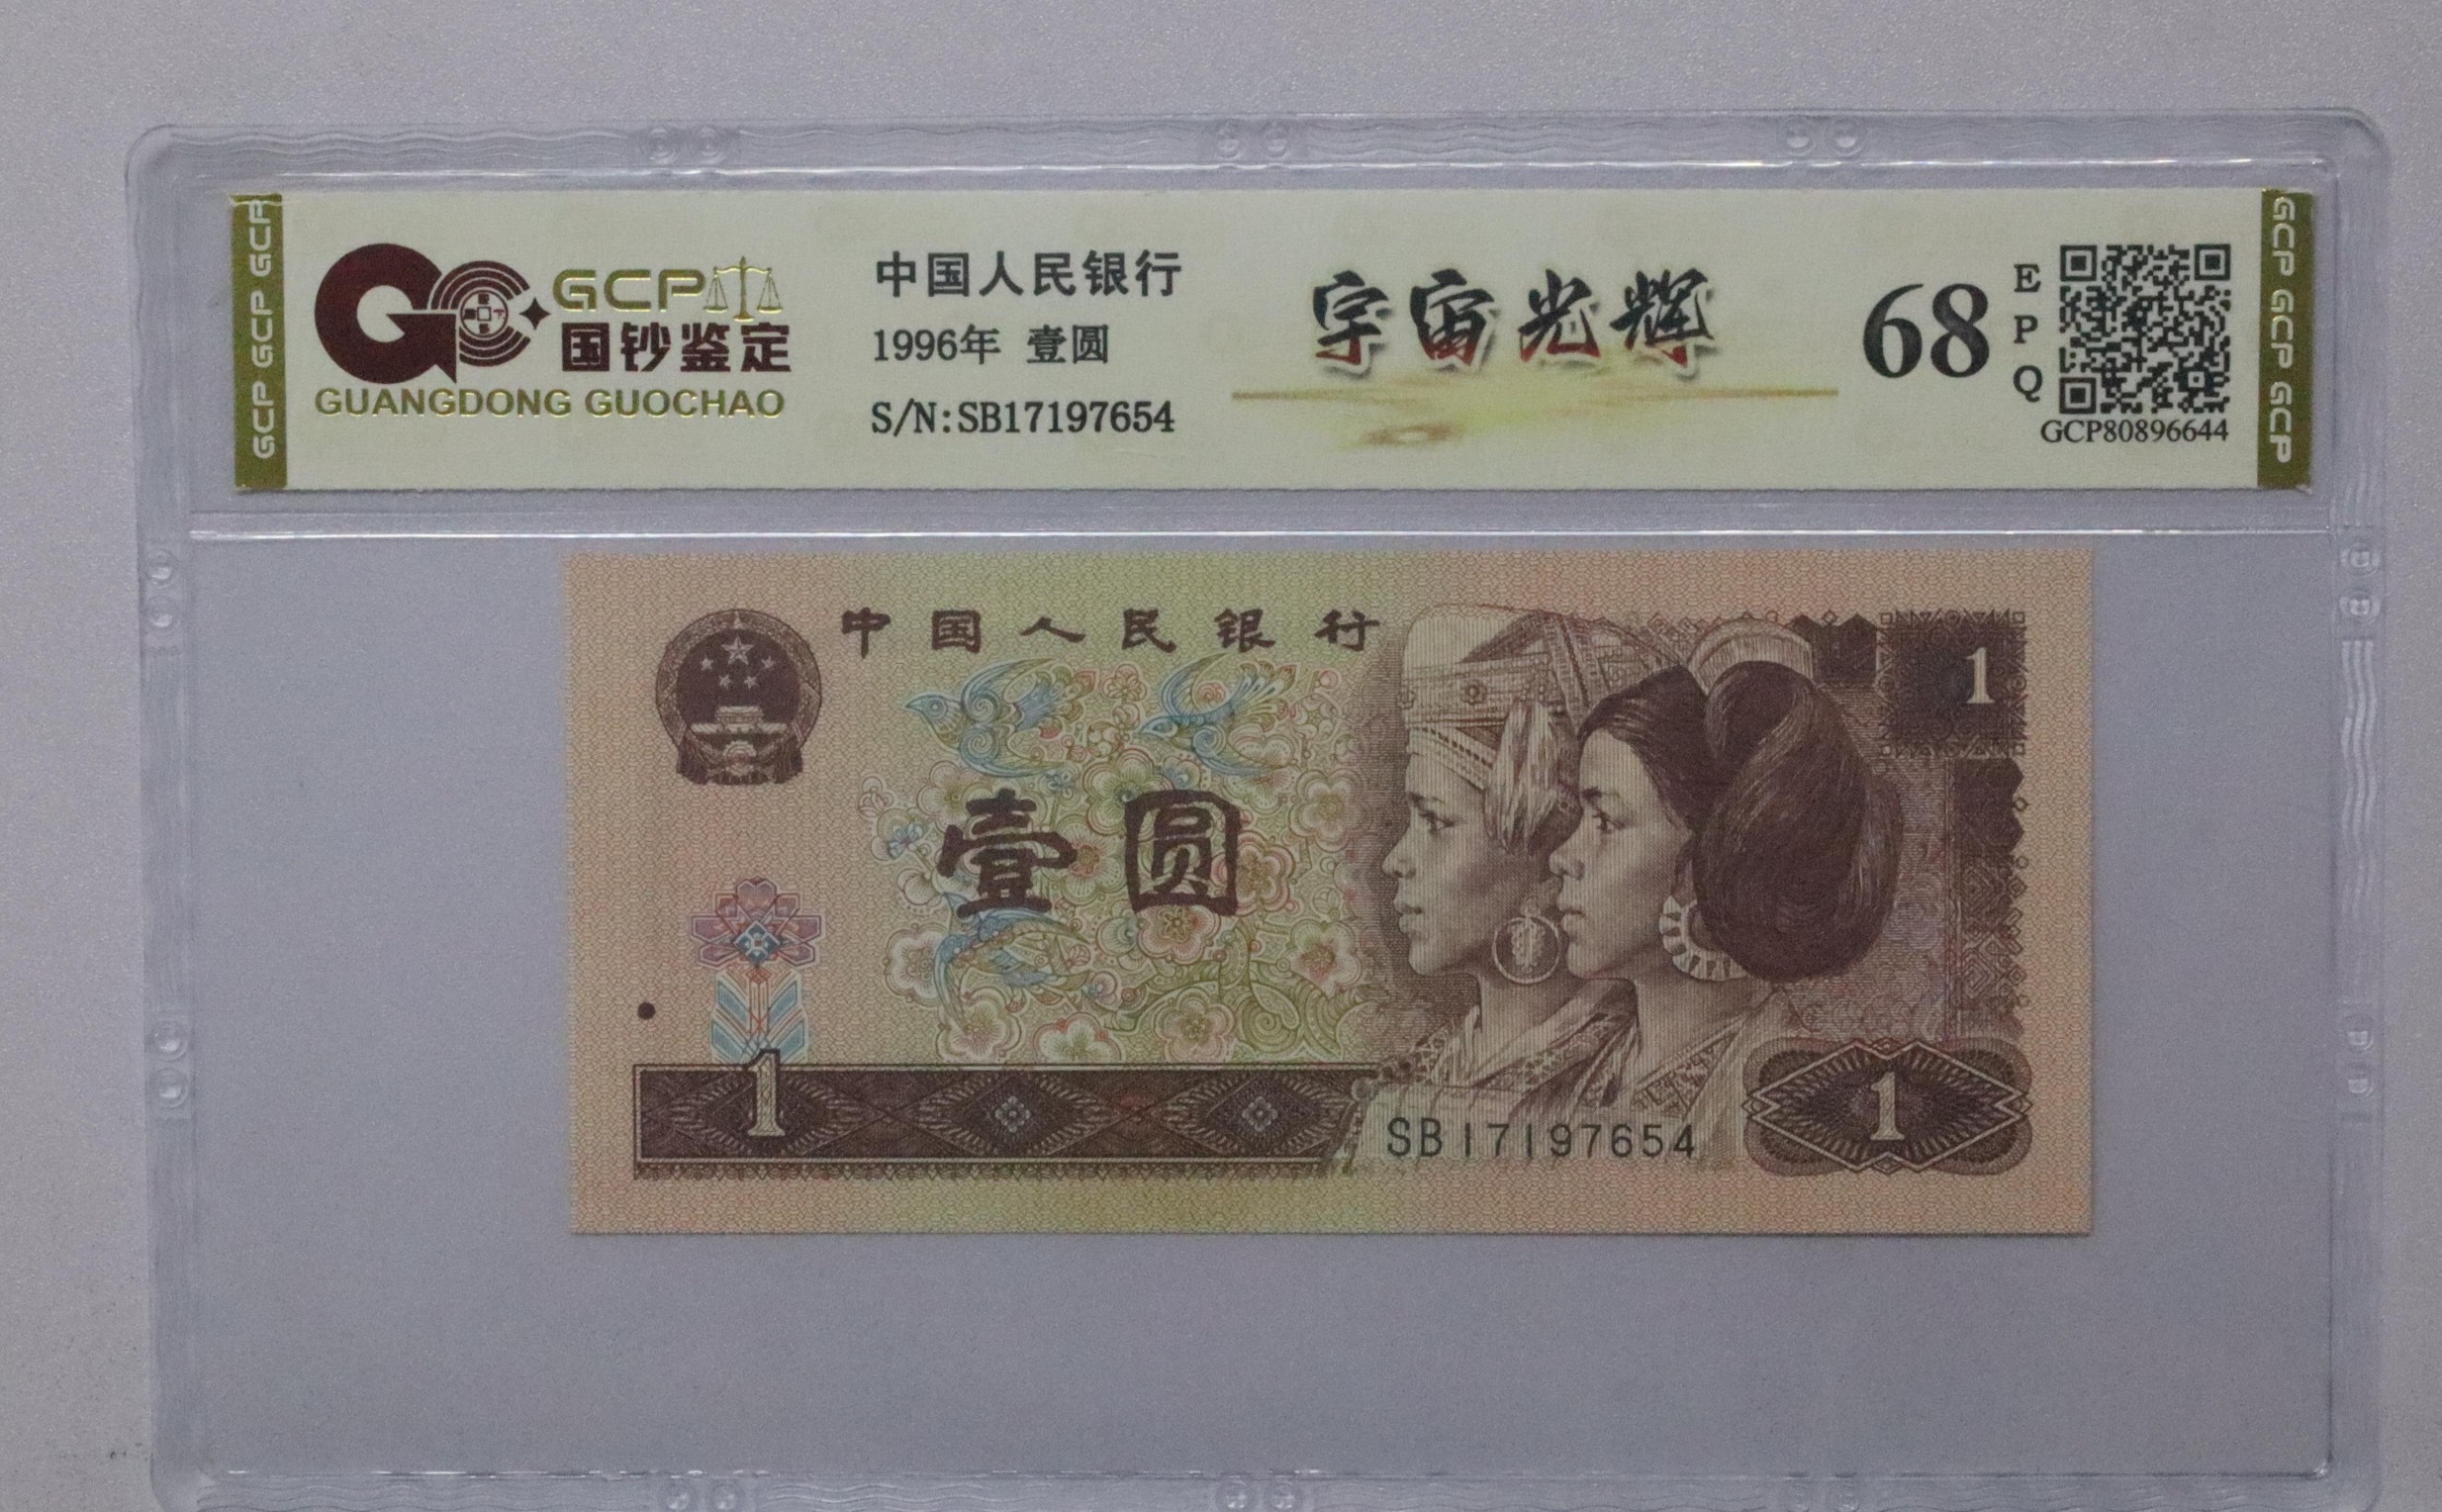 GCP GCP GCP
GCP
国钞鉴定
GUANGDONG GUOCHAO
中国人民银行
1996年 壹圆
S/N:SB17197654
宇宙光辉
68
EPQ
GCP80896644
GCP GCP GCP
中国人民银行
1
壹圆
1
SB17197654
1